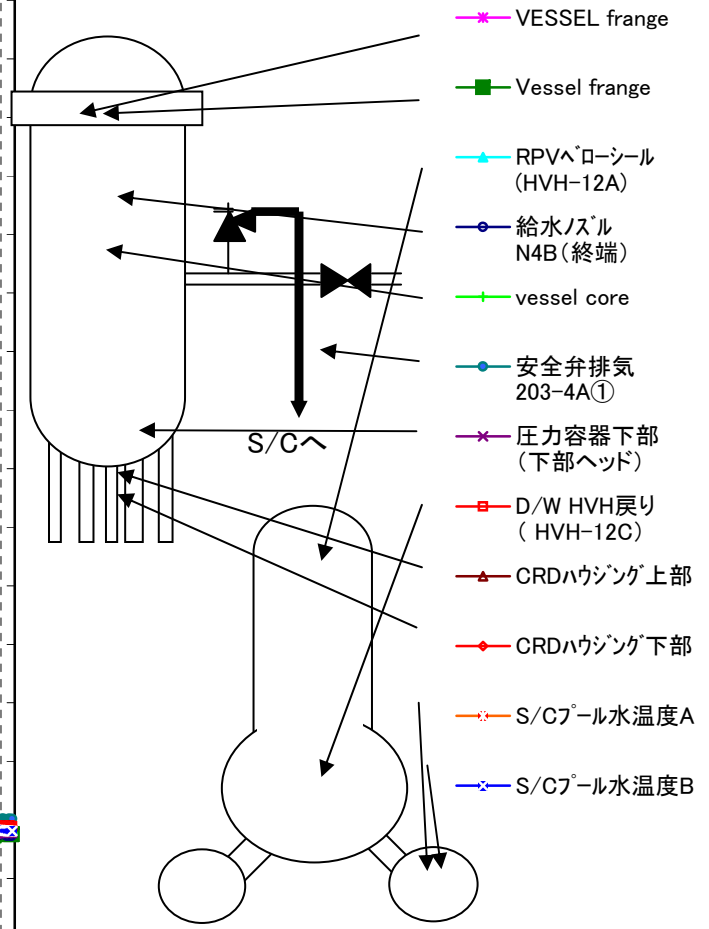 VESSEL frange
Vessel frange
RPVベローシール
(HVH-12A)
給水ノズル
N4B(終端)
vessel core
安全弁排気
203-4A①
圧力容器下部
(下部ヘッド)
D/W HVH戻り
( HVH-12C)
CRDハウジング上部
CRDハウジング下部
S/Cプール水温度A
S/Cプール水温度B
S/Cへ